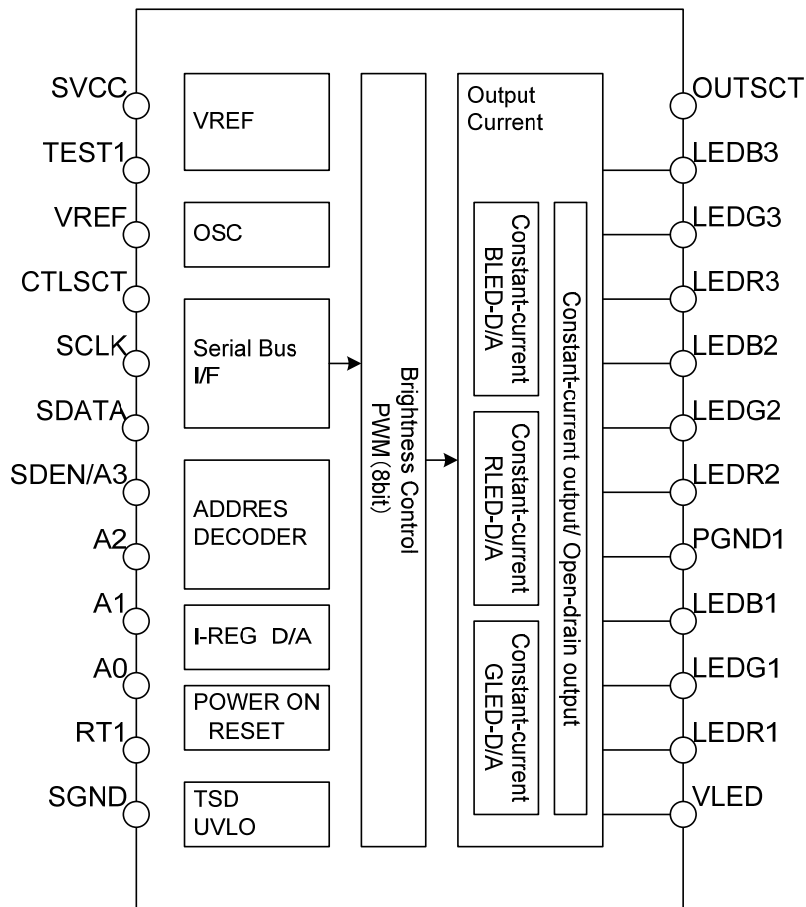 SVCC
TEST1
VREF
CTLSCT
SCLK
SDATA
SDEN/A3
A2
A1
A0
RT1
SGND
VREF
OSC
Serial Bus
I/F
ADDRES
DECODER
I-REG D/A
POWER ON
RESET
TSD
UVLO
Brightness Control
PWM (8bit)
Output
Current
Constant-current
BLED-D/A
Constant-current
RLED-D/A
Constant-current
GLED-D/A
Constant-current output/ Open-drain output
OUTSCT
LEDB3
LEDG3
LEDR3
LEDB2
LEDG2
LEDR2
PGND1
LEDB1
LEDG1
LEDR1
VLED